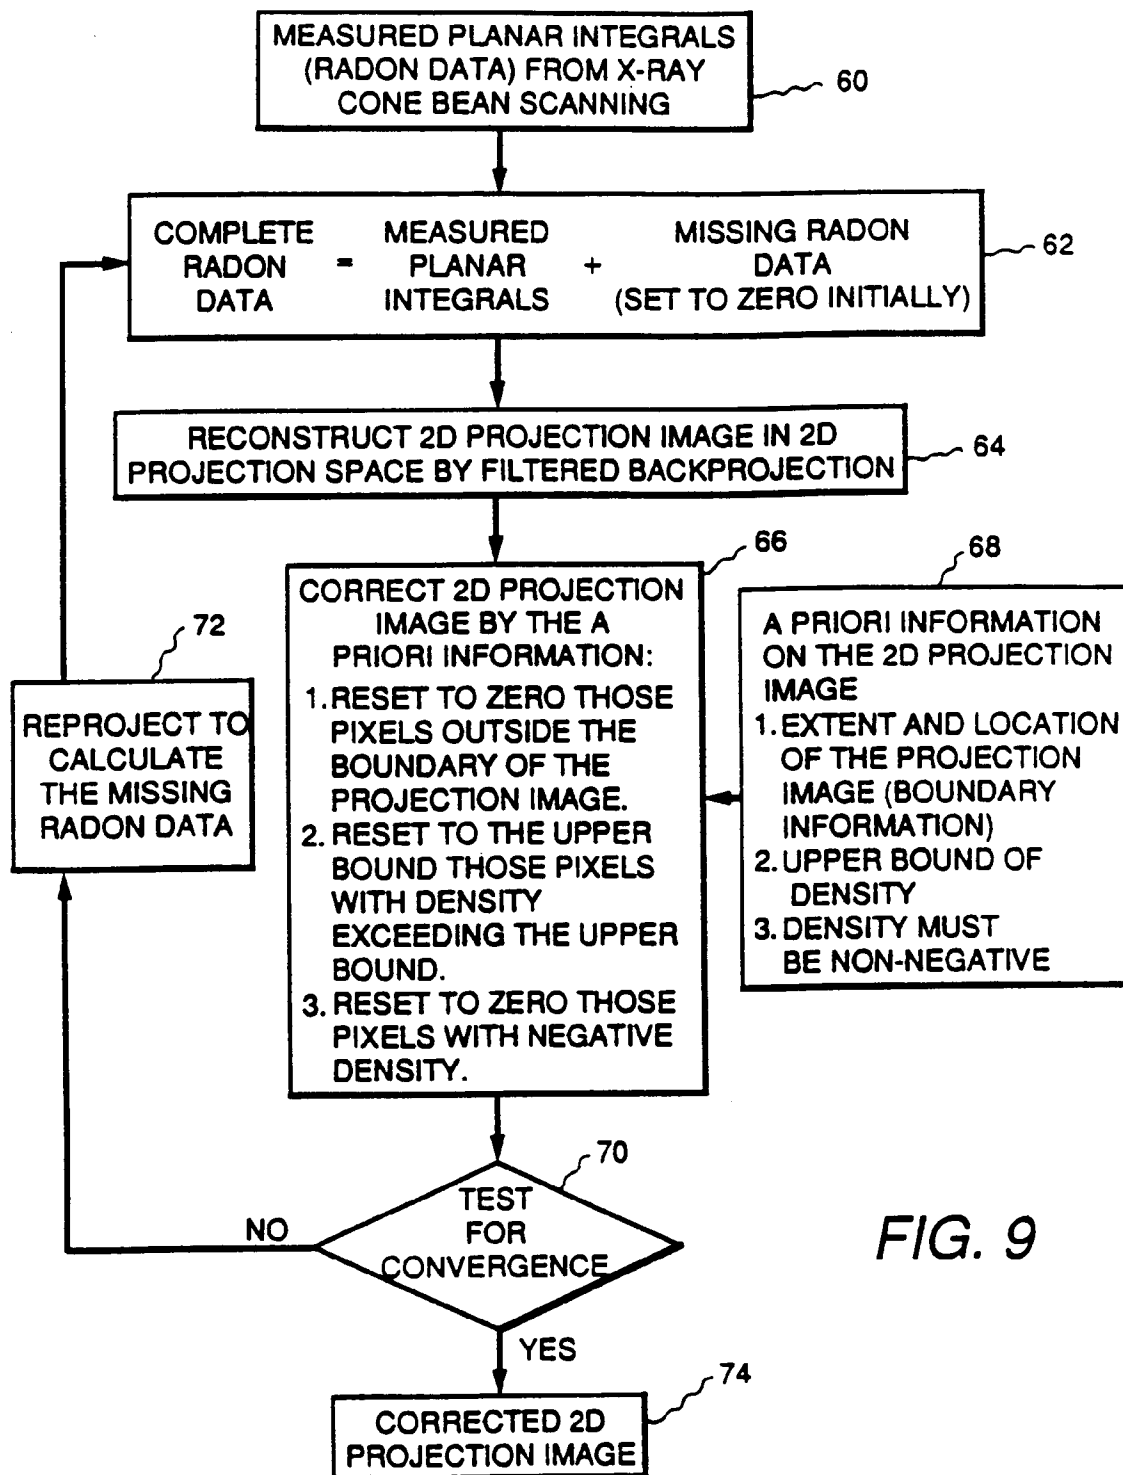 MEASURED PLANAR INTEGRALS
(RADON DATA) FROM X-RAY
CONE BEAN SCANNING
60
COMPLETE RADON DATA = MEASURED PLANAR INTEGRALS + MISSING RADON DATA (SET TO ZERO INITIALLY)
62
RECONSTRUCT 2D PROJECTION IMAGE IN 2D
PROJECTION SPACE BY FILTERED BACKPROJECTION
64
66
CORRECT 2D PROJECTION
IMAGE BY THE A
PRIORI INFORMATION:
1. RESET TO ZERO THOSE
PIXELS OUTSIDE THE
BOUNDARY OF THE
PROJECTION IMAGE.
2. RESET TO THE UPPER
BOUND THOSE PIXELS
WITH DENSITY
EXCEEDING THE UPPER
BOUND.
3. RESET TO ZERO THOSE
PIXELS WITH NEGATIVE
DENSITY.
68
A PRIORI INFORMATION
ON THE 2D PROJECTION
IMAGE
1. EXTENT AND LOCATION
OF THE PROJECTION
IMAGE (BOUNDARY
INFORMATION)
2. UPPER BOUND OF
DENSITY
3. DENSITY MUST
BE NON-NEGATIVE
72
REPROJECT TO
CALCULATE
THE MISSING
RADON DATA
70
TEST
FOR
CONVERGENCE
NO
YES
FIG. 9
74
CORRECTED 2D
PROJECTION IMAGE